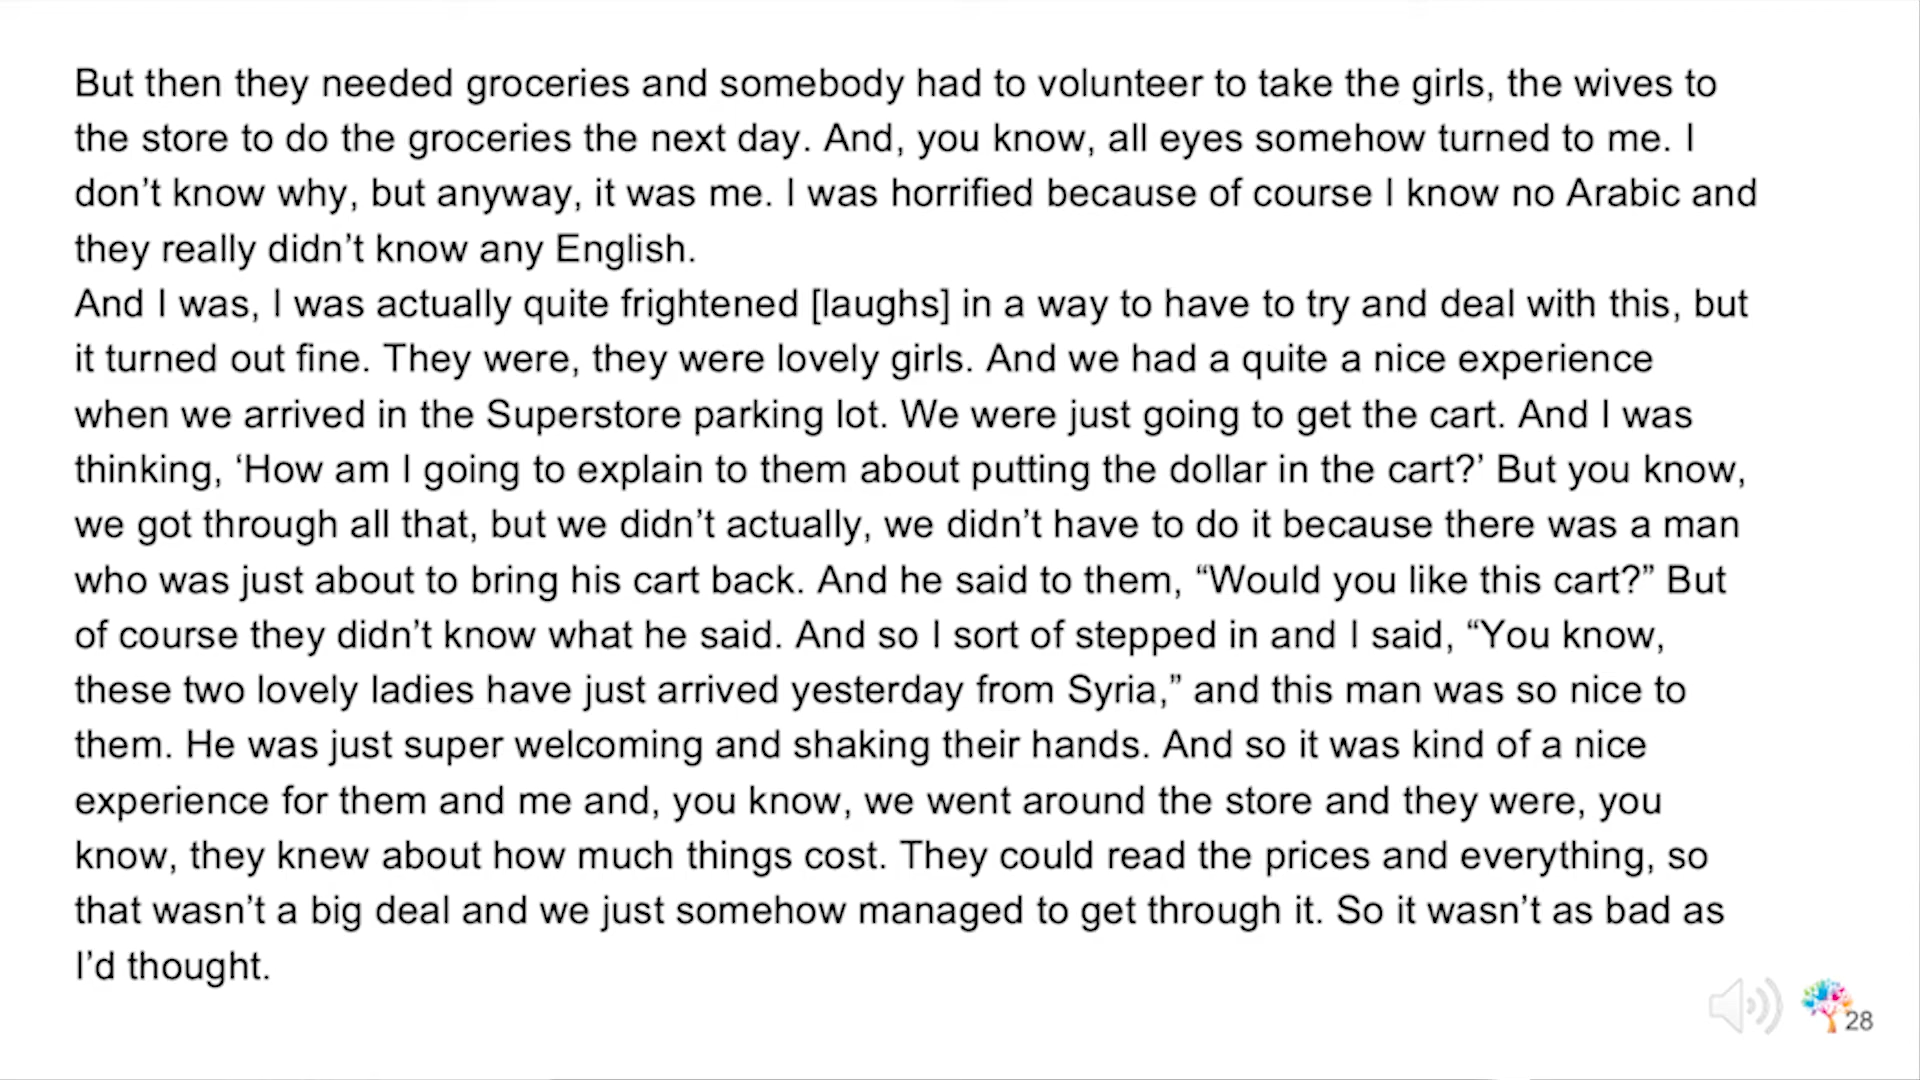 But then they needed groceries and somebody had to volunteer to take the girls, the wives to
the store to do the groceries the next day. And, you know, all eyes somehow turned to me. I
don’t know why, but anyway, it was me. I was horrified because of course I know no Arabic and
they really didn’t know any English.
And I was, I was actually quite frightened [laughs] in a way to have to try and deal with this, but
it turned out fine. They were, they were lovely girls. And we had a quite a nice experience
when we arrived in the Superstore parking lot. We were just going to get the cart. And I was
thinking, ‘How am I going to explain to them about putting the dollar in the cart?’ But you know,
we got through all that, but we didn’t actually, we didn’t have to do it because there was a man
who was just about to bring his cart back. And he said to them, “Would you like this cart?” But
of course they didn’t know what he said. And so I sort of stepped in and I said, “You know,
these two lovely ladies have just arrived yesterday from Syria,” and this man was so nice to
them. He was just super welcoming and shaking their hands. And so it was kind of a nice
experience for them and me and, you know, we went around the store and they were, you
know, they knew about how much things cost. They could read the prices and everything, so
that wasn’t a big deal and we just somehow managed to get through it. So it wasn’t as bad as
I’d thought.
28